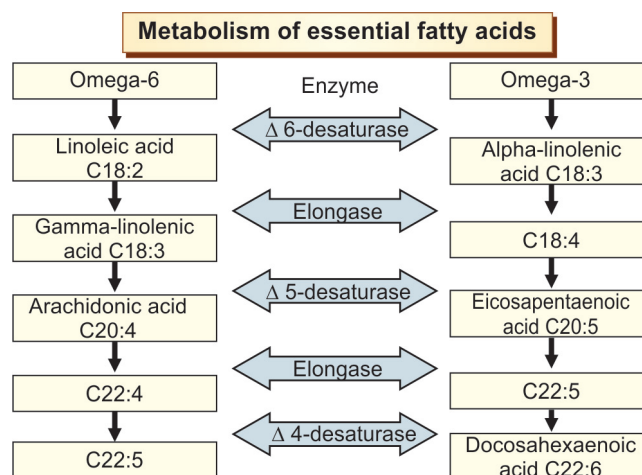 Metabolism of essential fatty acids
Omega-6
Enzyme
Omega-3
Δ 6-desaturase
Linoleic acid
C18:2
Alpha-linolenic
acid C18:3
Elongase
Gamma-linolenic
acid C18:3
C18:4
Δ 5-desaturase
Arachidonic acid
C20:4
Eicosapentaenoic
acid C20:5
Elongase
C22:4
C22:5
Δ 4-desaturase
C22:5
Docosahexaenoic
acid C22:6